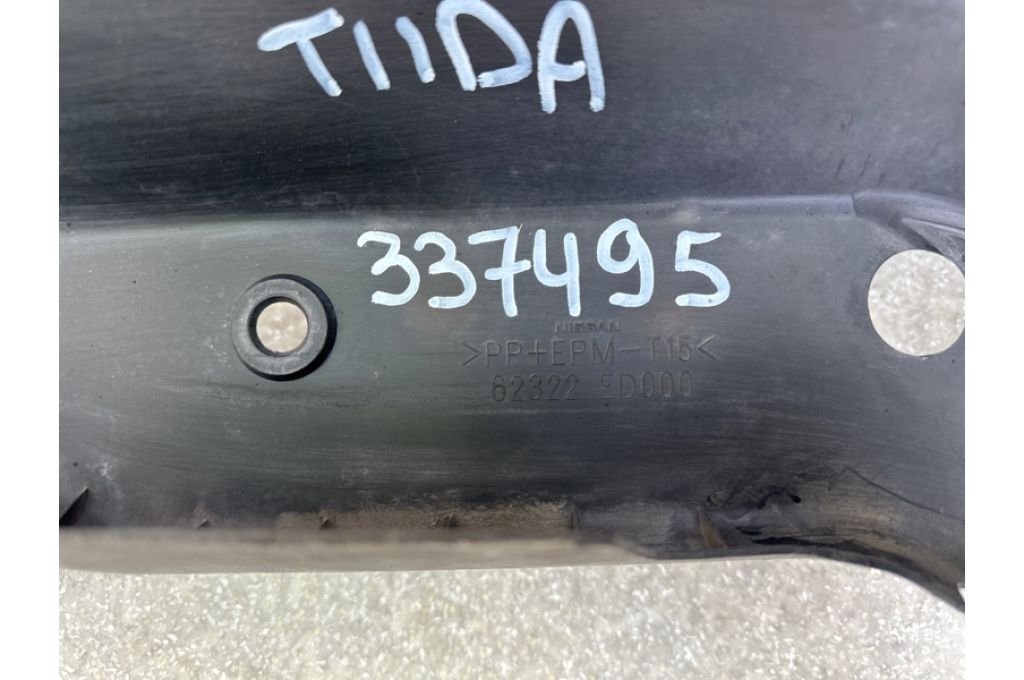 TIIDA
337495
NISSAN
>PP+EPM-T15<
62322 ED000